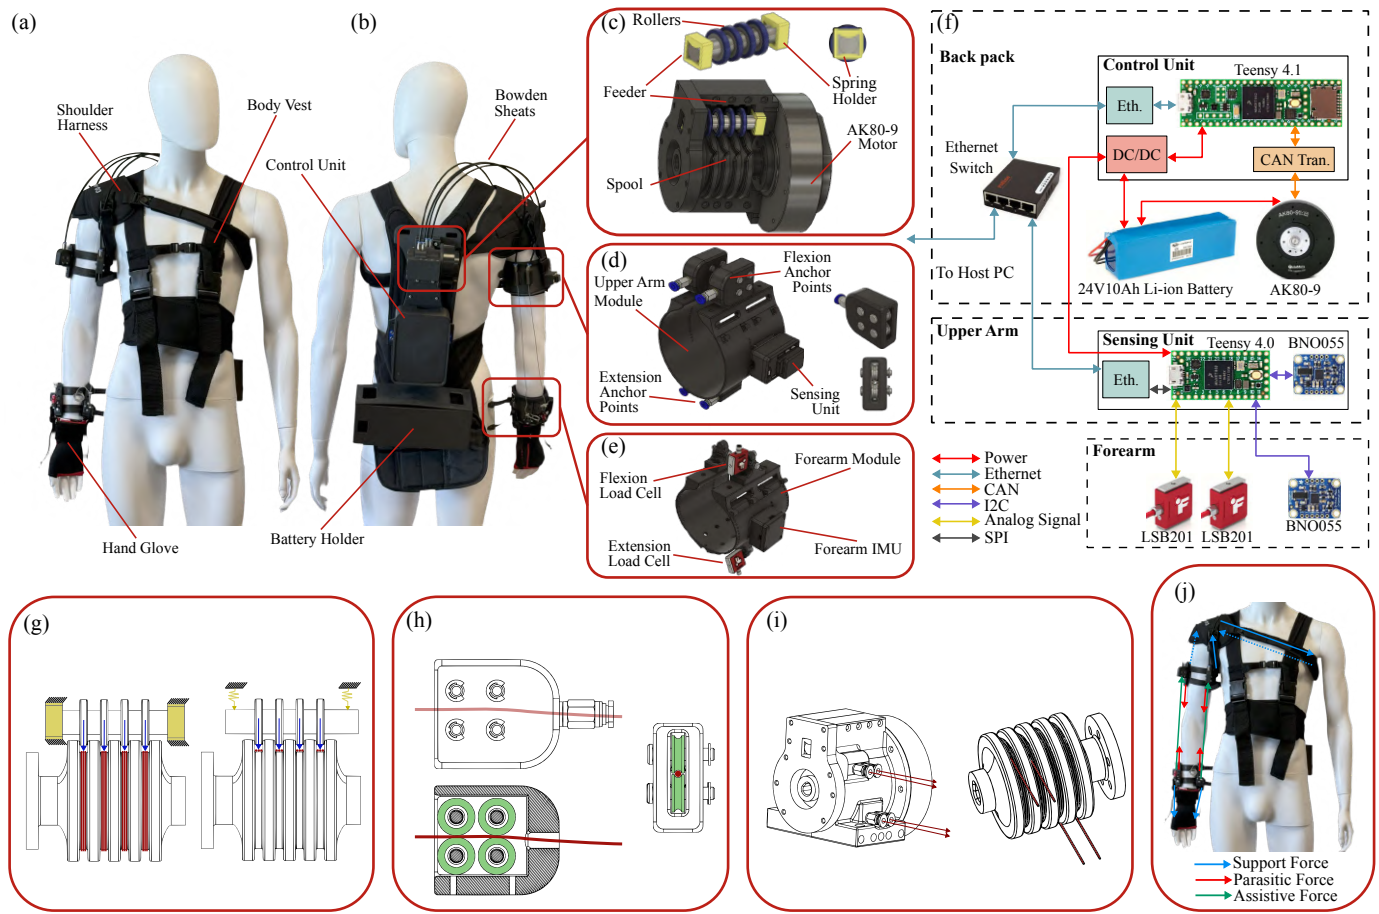 (a)
Shoulder
Harness
Body Vest
Hand Glove
(b)
Control Unit
Bowden
Sheats
Battery Holder
(c)
Rollers
Feeder
Spring
Holder
AK80-9
Motor
Spool
(d)
Flexion
Anchor
Points
Upper Arm
Module
Extension
Anchor
Points
Sensing
Unit
(e)
Flexion
Load Cell
Forearm Module
Extension
Load Cell
Forearm IMU
(f)
Back pack
Control Unit
Teensy 4.1
Eth.
Ethernet
Switch
DC/DC
CAN Tran.
To Host PC
24V10Ah Li-ion Battery
AK80-9
Upper Arm
Sensing Unit
Teensy 4.0
BNO055
Eth.
Forearm
LSB201
LSB201
BNO055
Power
Ethernet
CAN
I2C
Analog Signal
SPI
(g)
(h)
(i)
(j)
Support Force
Parasitic Force
Assistive Force